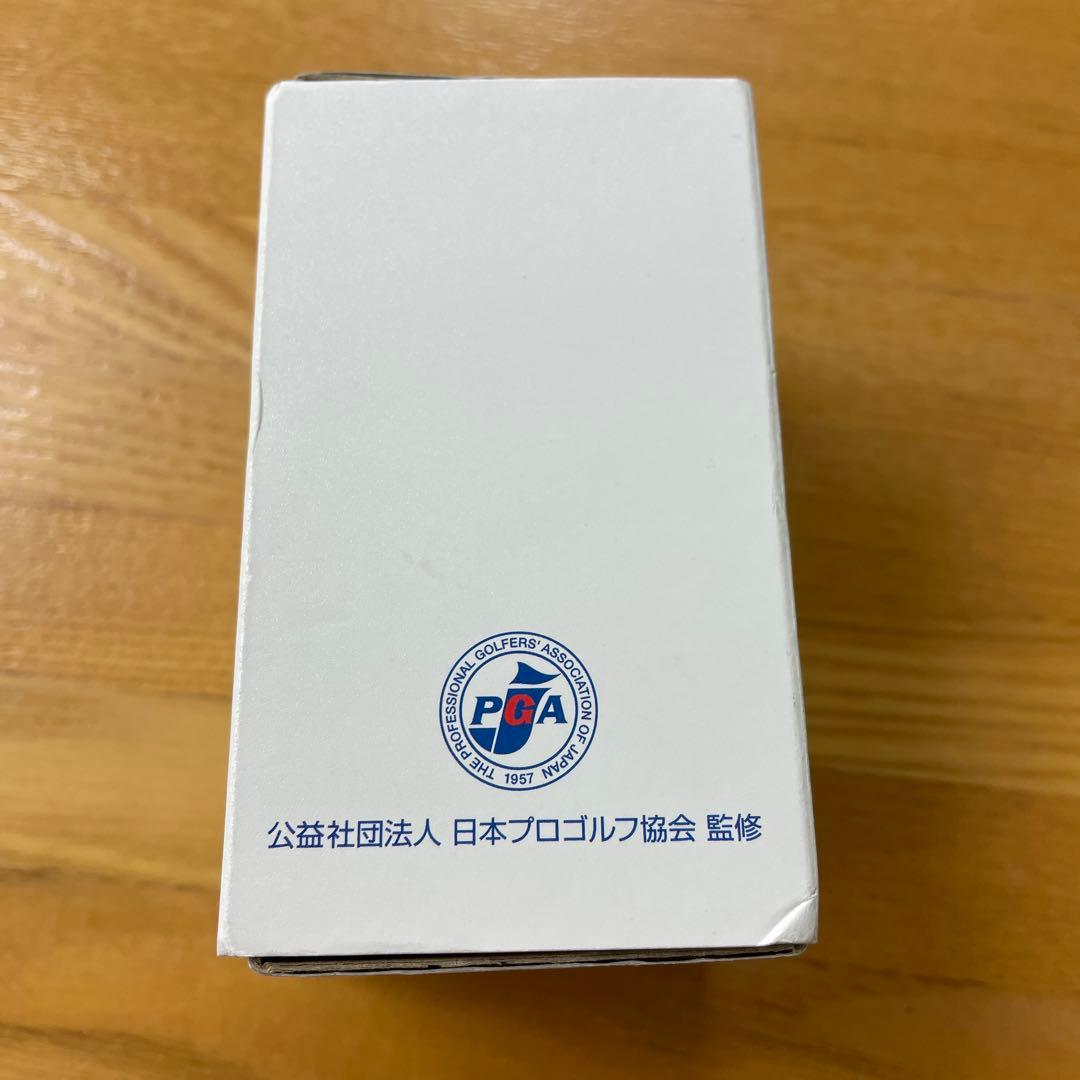 THE PROFESSIONAL GOLFERS' ASSOCIATION OF JAPAN
PGA
1957
公益社団法人 日本プロゴルフ協会 監修